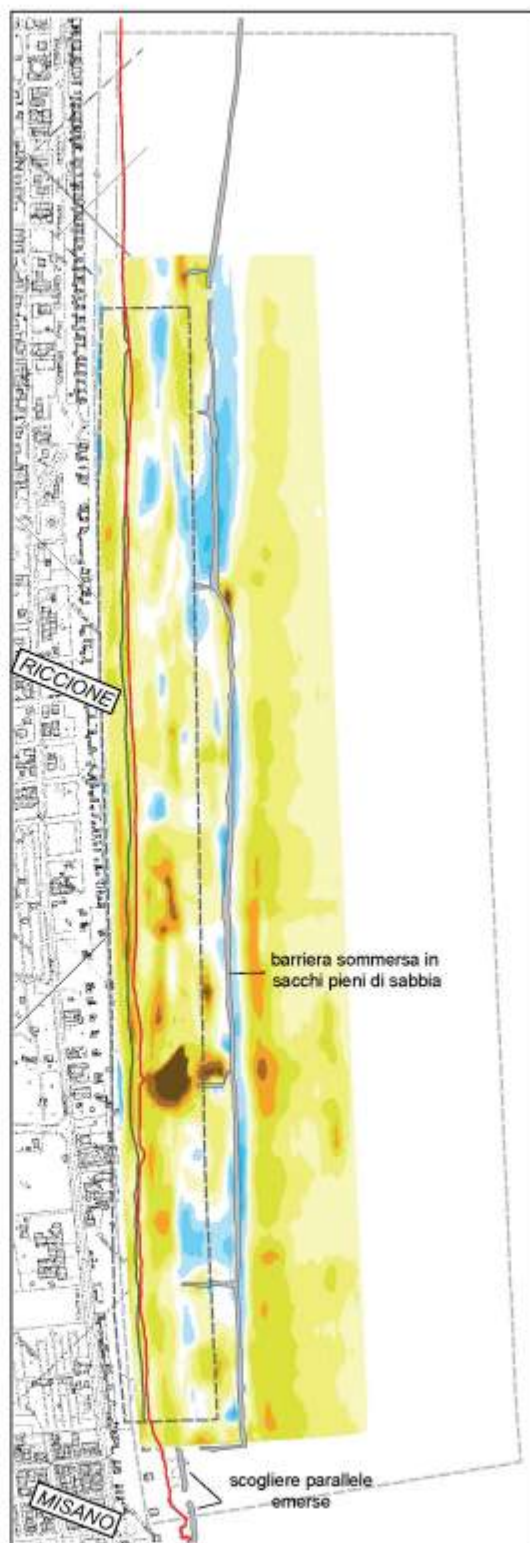 RICCIONE
barriera sommersa in
sacchi pieni di sabbia
scogliere parallele
emerse
MISANO